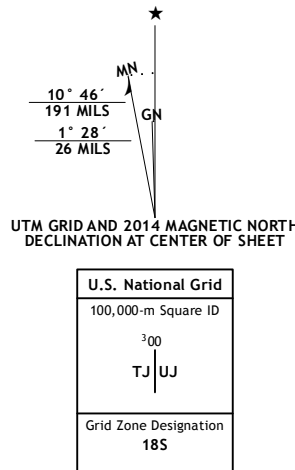 ★
MN
10° 46´
191 MILS
GN
1° 28´
26 MILS
UTM GRID AND 2014 MAGNETIC NORTH
DECLINATION AT CENTER OF SHEET
U.S. National Grid
100,000-m Square ID
³00
TJ UJ
Grid Zone Designation
18S